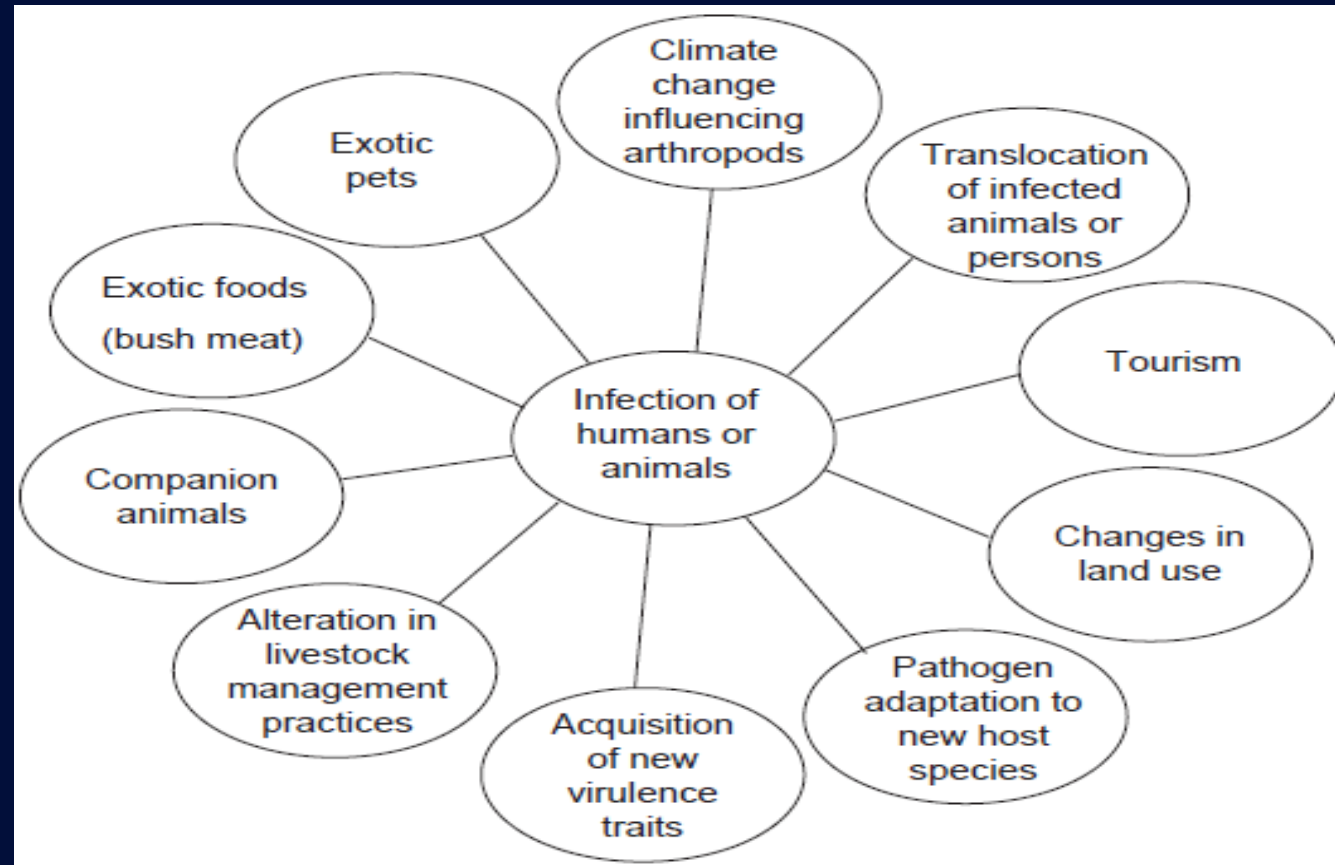 Climate
change
influencing
arthropods
Exotic
pets
Translocation
of infected
animals or
persons
Exotic foods
(bush meat)
Tourism
Infection of
humans or
animals
Companion
animals
Changes in
land use
Alteration in
livestock
management
practices
Pathogen
adaptation to
new host
species
Acquisition
of new
virulence
traits